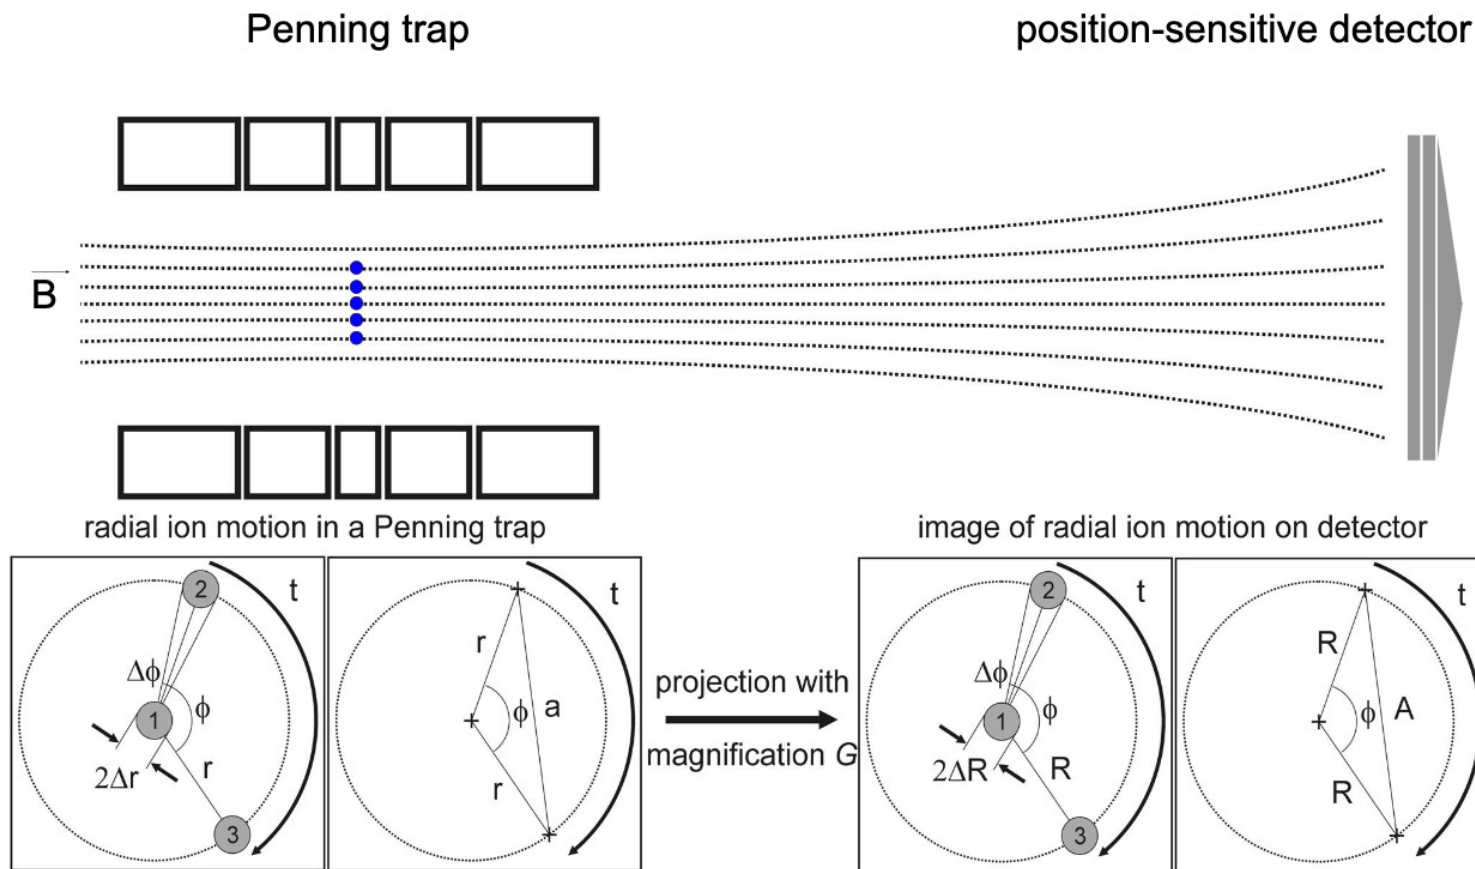 Penning trap
position-sensitive detector
B
radial ion motion in a Penning trap
image of radial ion motion on detector
2 t
Δϕ
1 ϕ
2Δr r
3
t
r
ϕ a
r
projection with
magnification G
2 t
Δϕ
1 ϕ
2ΔR R
3
t
R
ϕ A
R